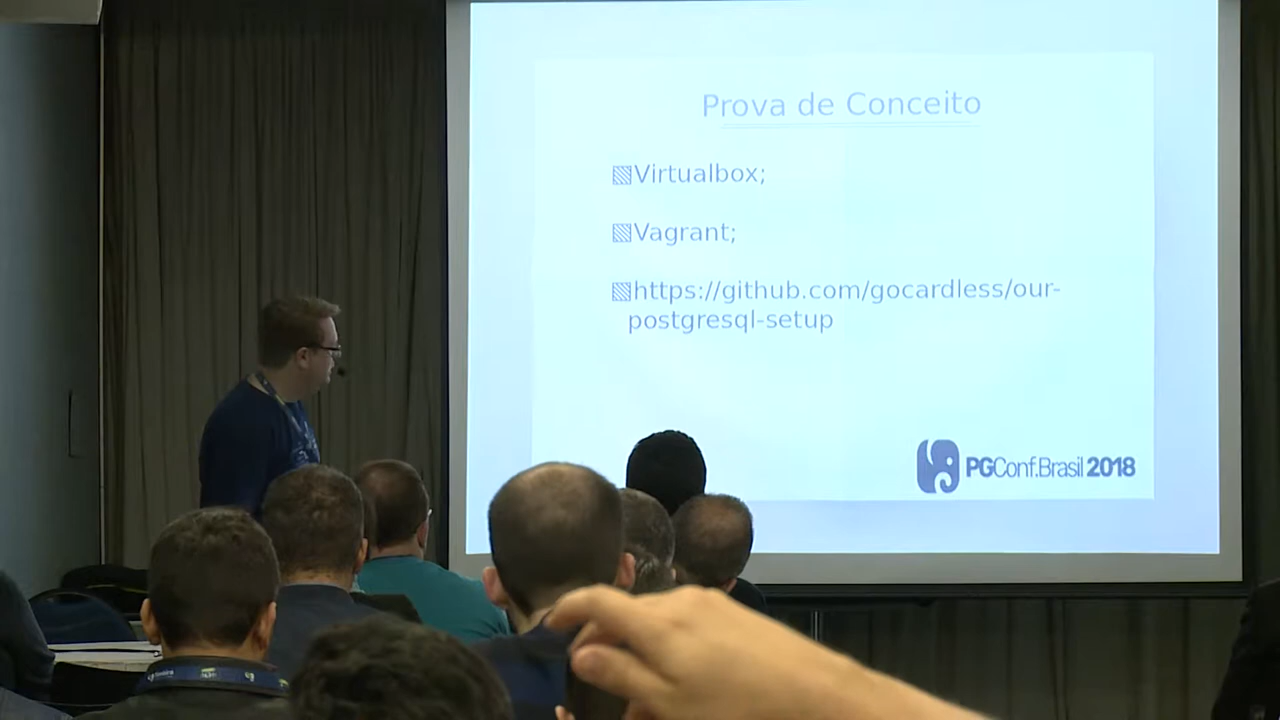 Prova de Conceito
Virtualbox;
Vagrant;
https://github.com/gocardless/our-
postgresql-setup
PGConf.Brasil 2018